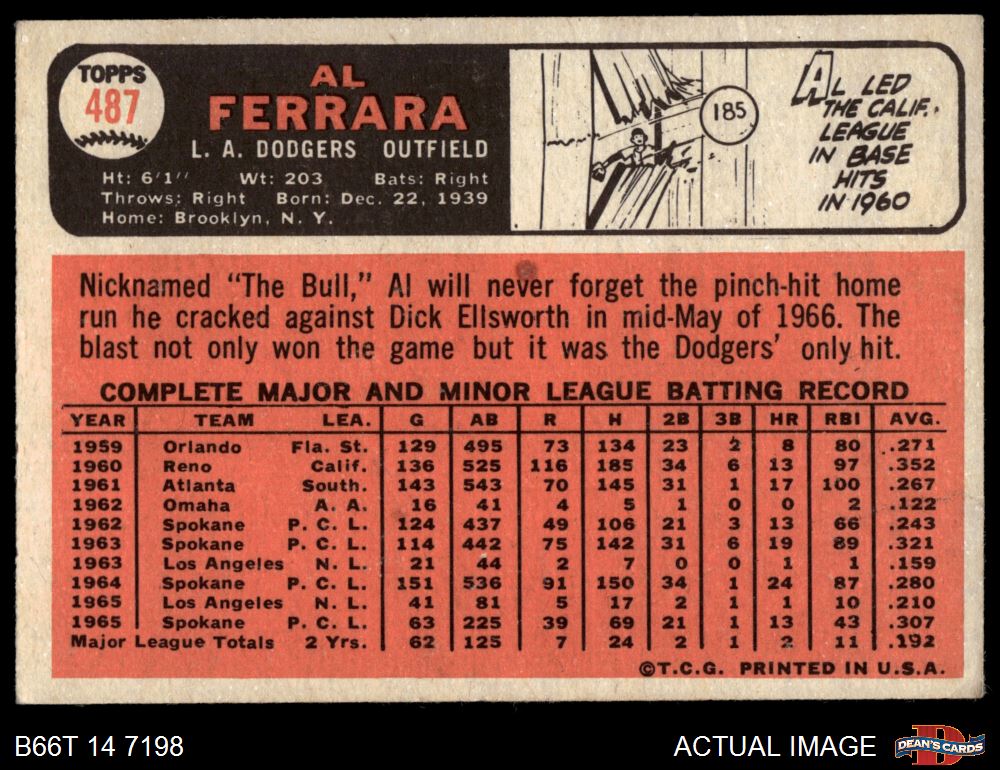 TOPPS
487
AL
FERRARA
L. A. DODGERS OUTFIELD
Ht: 6'1" Wt: 203 Bats: Right
Throws: Right Born: Dec. 22, 1939
Home: Brooklyn, N. Y.
185
AL LED
THE CALIF.
LEAGUE
IN BASE
HITS
IN 1960
Nicknamed "The Bull," Al will never forget the pinch-hit home
run he cracked against Dick Ellsworth in mid-May of 1966. The
blast not only won the game but it was the Dodgers' only hit.
COMPLETE MAJOR AND MINOR LEAGUE BATTING RECORD
YEAR TEAM LEA. G AB R H 2B 3B HR RBI AVG.
1959 Orlando Fla. St. 129 495 73 134 23 2 8 80 .271
1960 Reno Calif. 136 525 116 185 34 6 13 97 .352
1961 Atlanta South. 143 543 70 145 31 1 17 100 .267
1962 Omaha A. A. 16 41 4 5 1 0 0 2 .122
1962 Spokane P. C. L. 124 437 49 106 21 3 13 66 .243
1963 Spokane P. C. L. 114 442 75 142 31 6 19 89 .321
1963 Los Angeles N. L. 21 44 2 7 0 0 1 1 .159
1964 Spokane P. C. L. 151 536 91 150 34 1 24 87 .280
1965 Los Angeles N. L. 41 81 5 17 2 1 1 10 .210
1965 Spokane P. C. L. 63 225 39 69 21 1 13 43 .307
Major League Totals 2 Yrs. 62 125 7 24 2 1 2 11 .192
©T.C.G. PRINTED IN U.S.A.
B66T 14 7198
ACTUAL IMAGE
D
DEAN'S CARDS